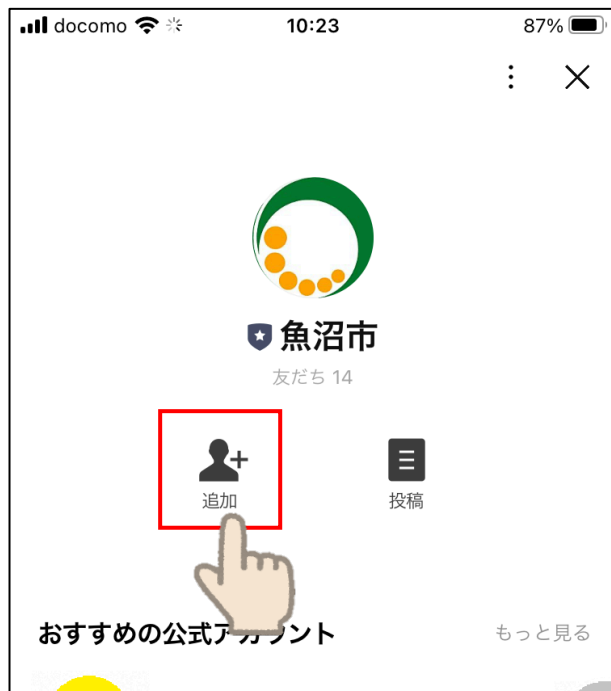 docomo 10:23 87%
魚沼市
友だち 14
追加 投稿
おすすめの公式アカウント もっと見る